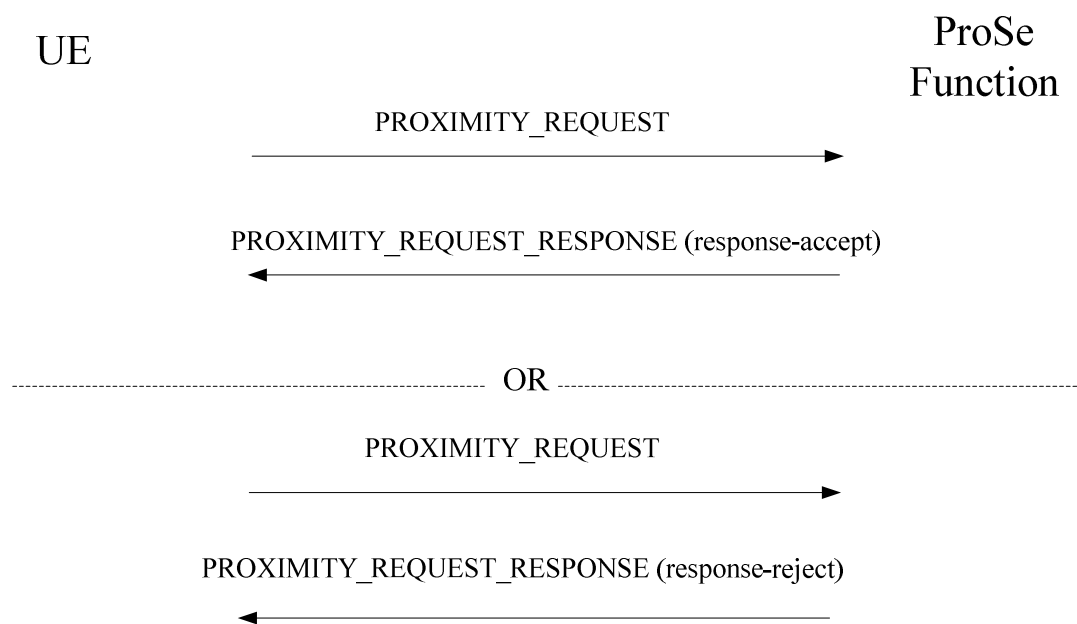 UE
ProSe
Function
PROXIMITY_REQUEST
PROXIMITY_REQUEST_RESPONSE (response-accept)
OR
PROXIMITY_REQUEST
PROXIMITY_REQUEST_RESPONSE (response-reject)